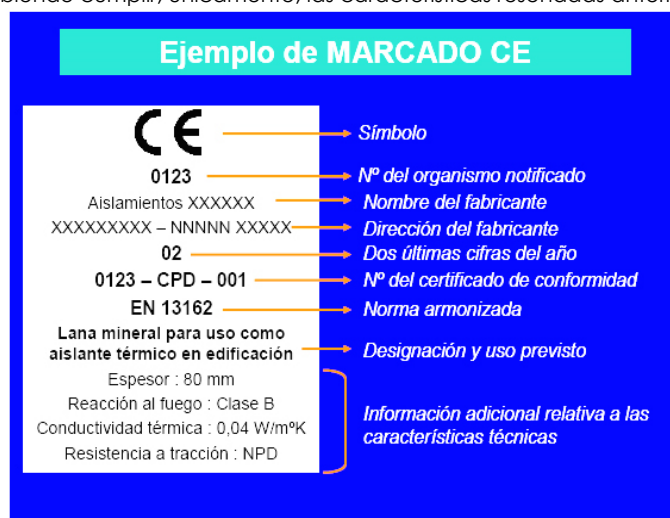 Ejemplo de MARCADO CE
CE
Símbolo
0123
Nº del organismo notificado
Aislamientos XXXXXX
Nombre del fabricante
XXXXXXXXX – NNNNN XXXXX
Dirección del fabricante
02
Dos últimas cifras del año
0123 – CPD – 001
Nº del certificado de conformidad
EN 13162
Norma armonizada
Lana mineral para uso como
aislante térmico en edificación
Designación y uso previsto
Espesor : 80 mm
Reacción al fuego : Clase B
Conductividad térmica : 0,04 W/mºK
Resistencia a tracción : NPD
Información adicional relativa a las
características técnicas